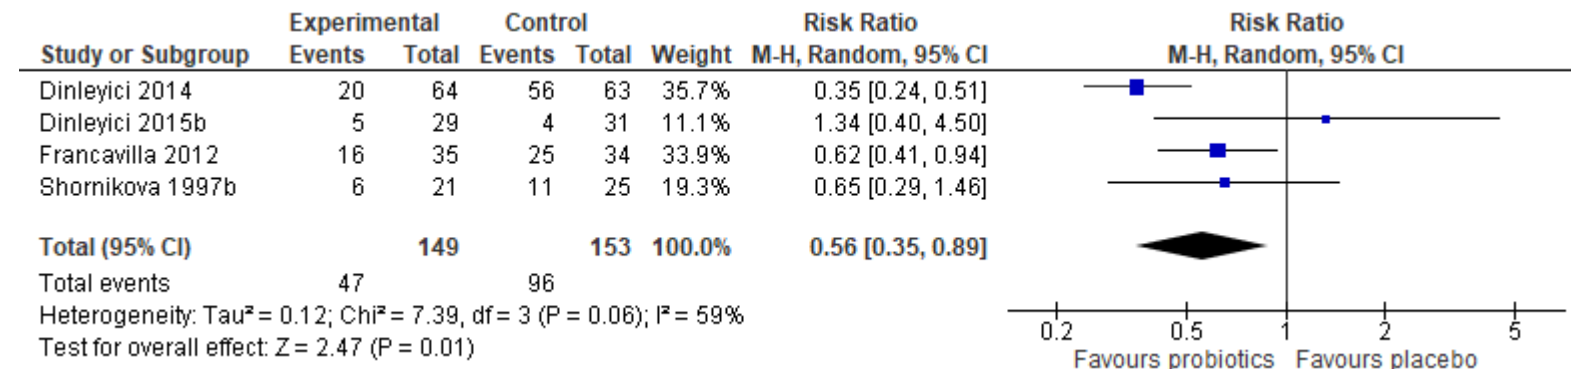 Experimental Control Risk Ratio Risk Ratio
Study or Subgroup Events Total Events Total Weight M-H, Random, 95% CI M-H, Random, 95% CI
Dinleyici 2014 20 64 56 63 35.7% 0.35 [0.24, 0.51]
Dinleyici 2015b 5 29 4 31 11.1% 1.34 [0.40, 4.50]
Francavilla 2012 16 35 25 34 33.9% 0.62 [0.41, 0.94]
Shornikova 1997b 6 21 11 25 19.3% 0.65 [0.29, 1.46]
Total (95% CI) 149 153 100.0% 0.56 [0.35, 0.89]
Total events 47 96
Heterogeneity: Tau² = 0.12; Chi² = 7.39, df = 3 (P = 0.06); I² = 59%
Test for overall effect: Z = 2.47 (P = 0.01)
0.2 0.5 1 2 5
Favours probiotics Favours placebo